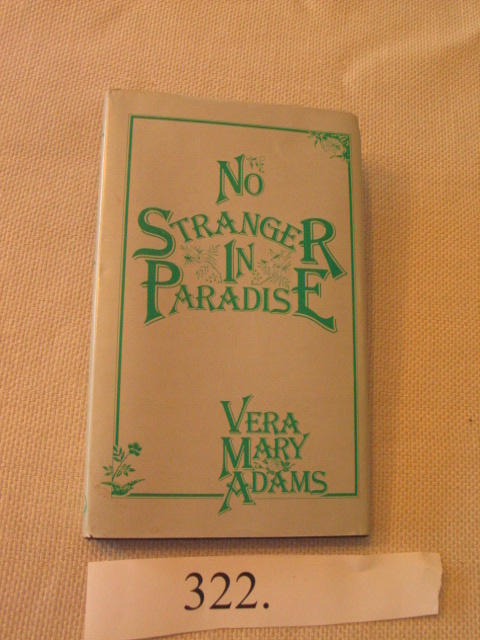 No
STRANGER
IN
PARADISE
VERA
MARY
ADAMS
322.